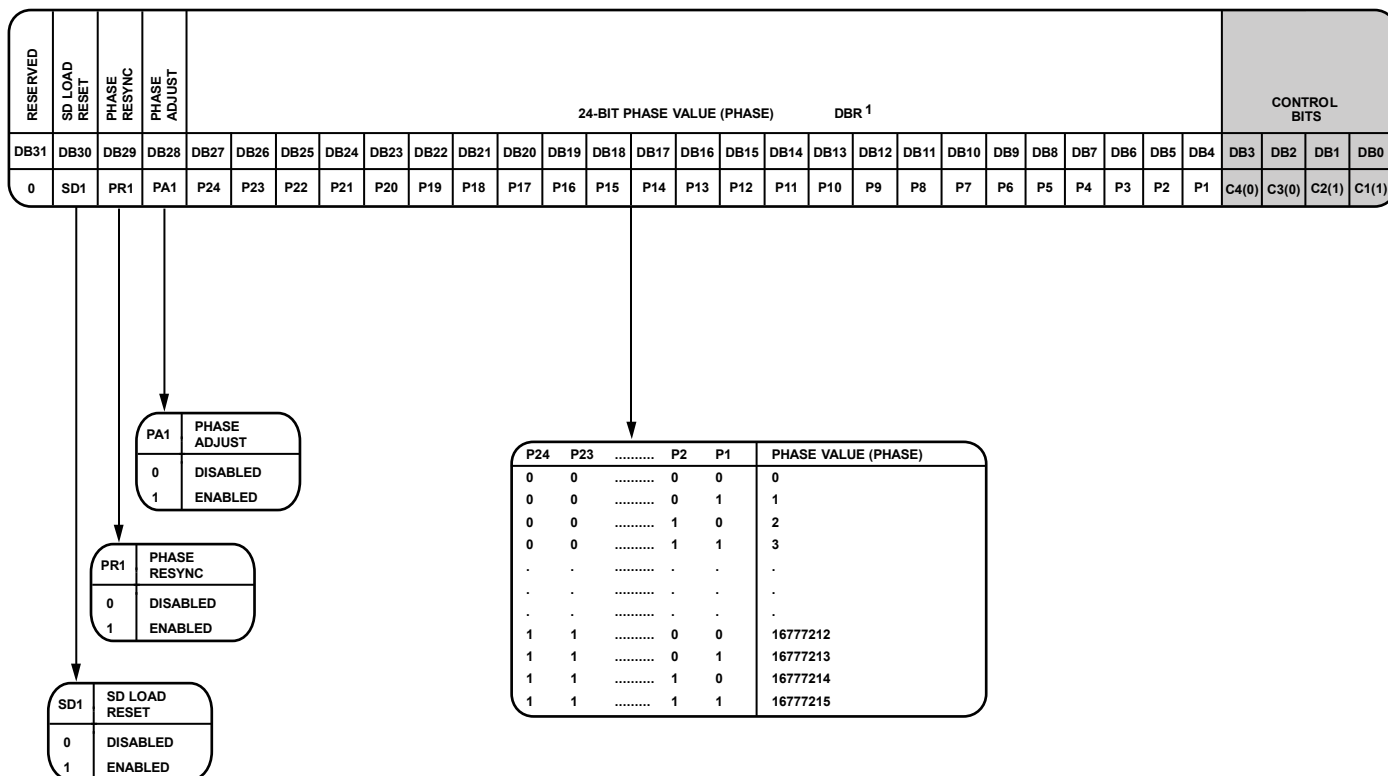 RESERVED
SD LOAD
RESET
PHASE
RESYNC
PHASE
ADJUST
24-BIT PHASE VALUE (PHASE) DBR 1
CONTROL
BITS
DB31 DB30 DB29 DB28 DB27 DB26 DB25 DB24 DB23 DB22 DB21 DB20 DB19 DB18 DB17 DB16 DB15 DB14 DB13 DB12 DB11 DB10 DB9 DB8 DB7 DB6 DB5 DB4 DB3 DB2 DB1 DB0
0 SD1 PR1 PA1 P24 P23 P22 P21 P20 P19 P18 P17 P16 P15 P14 P13 P12 P11 P10 P9 P8 P7 P6 P5 P4 P3 P2 P1 C4(0) C3(0) C2(1) C1(1)
PA1 PHASE
ADJUST
0 DISABLED
1 ENABLED
PR1 PHASE
RESYNC
0 DISABLED
1 ENABLED
SD1 SD LOAD
RESET
0 DISABLED
1 ENABLED
P24 P23 .......... P2 P1 PHASE VALUE (PHASE)
0 0 .......... 0 0 0
0 0 .......... 0 1 1
0 0 .......... 1 0 2
0 0 .......... 1 1 3
. . .......... . . .
. . .......... . . .
. . .......... . . .
1 1 .......... 0 0 16777212
1 1 .......... 0 1 16777213
1 1 .......... 1 0 16777214
1 1 ......... 1 1 16777215